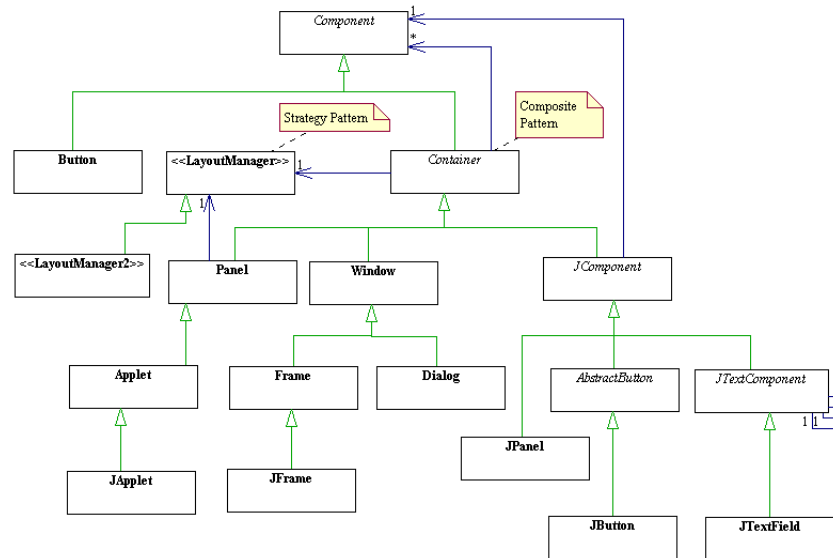 Component
1
*
Strategy Pattern
Composite
Pattern
Button
<<LayoutManager>>
1
Container
1
<<LayoutManager2>>
Panel
Window
JComponent
Applet
Frame
Dialog
AbstractButton
JTextComponent
1 1
JPanel
JApplet
JFrame
JButton
JTextField